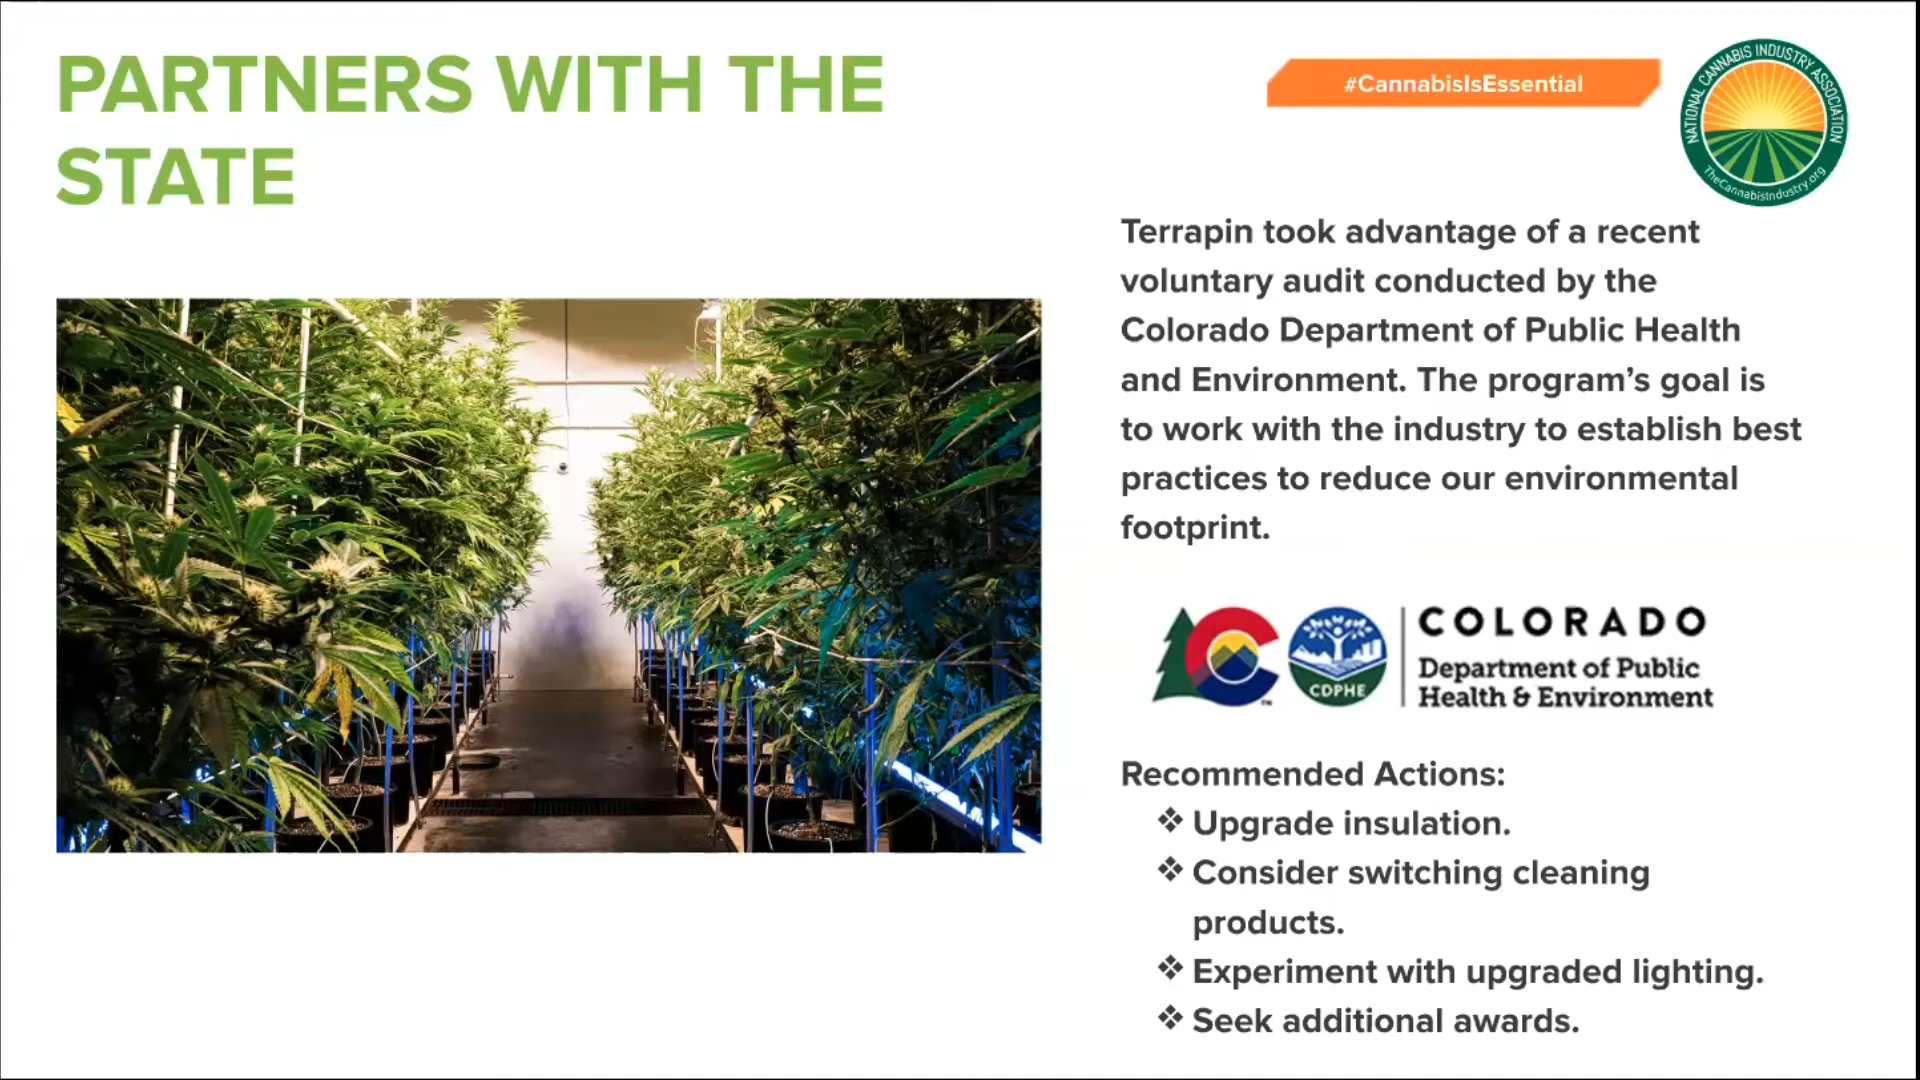 PARTNERS WITH THE
STATE
#CannabisIsEssential
NATIONAL CANNABIS INDUSTRY ASSOCIATION
TheCannabisIndustry.org
Terrapin took advantage of a recent
voluntary audit conducted by the
Colorado Department of Public Health
and Environment. The program’s goal is
to work with the industry to establish best
practices to reduce our environmental
footprint.
CDPHE
COLORADO
Department of Public
Health & Environment
TM
Recommended Actions:
❖ Upgrade insulation.
❖ Consider switching cleaning
products.
❖ Experiment with upgraded lighting.
❖ Seek additional awards.